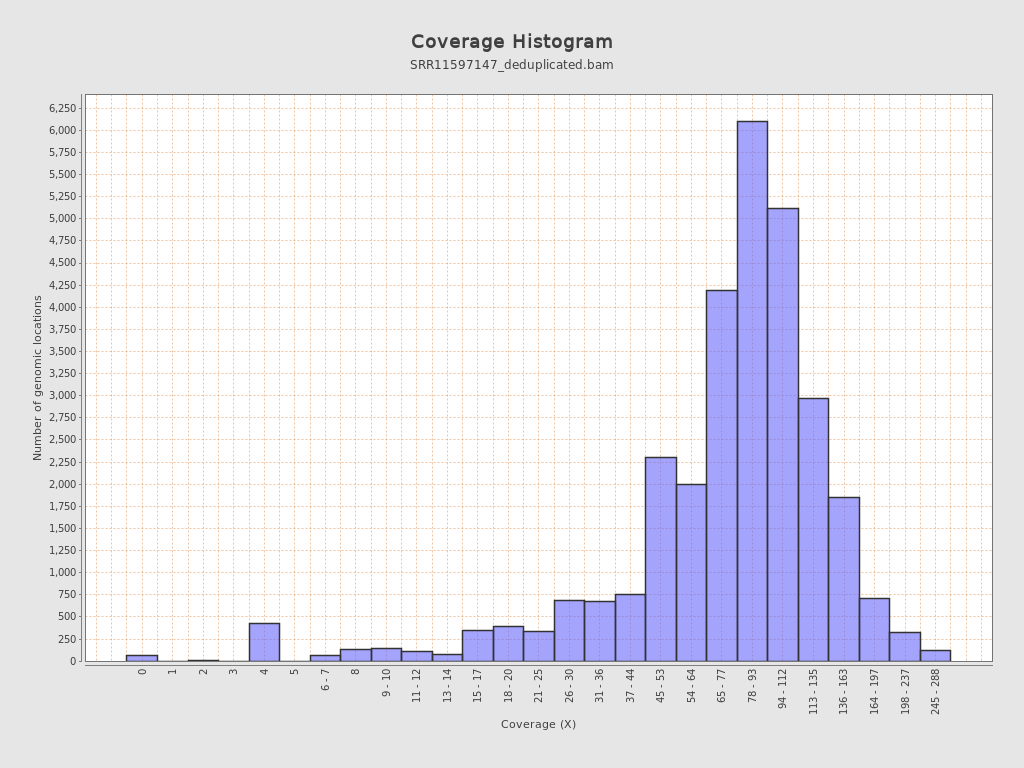 Coverage Histogram
SRR11597147_deduplicated.bam
Number of genomic locations
6,250
6,000
5,750
5,500
5,250
5,000
4,750
4,500
4,250
4,000
3,750
3,500
3,250
3,000
2,750
2,500
2,250
2,000
1,750
1,500
1,250
1,000
750
500
250
0
0
1
2
3
4
5
6 - 7
8
9 - 10
11 - 12
13 - 14
15 - 17
18 - 20
21 - 25
26 - 30
31 - 36
37 - 44
45 - 53
54 - 64
65 - 77
78 - 93
94 - 112
113 - 135
136 - 163
164 - 197
198 - 237
245 - 288
Coverage (X)